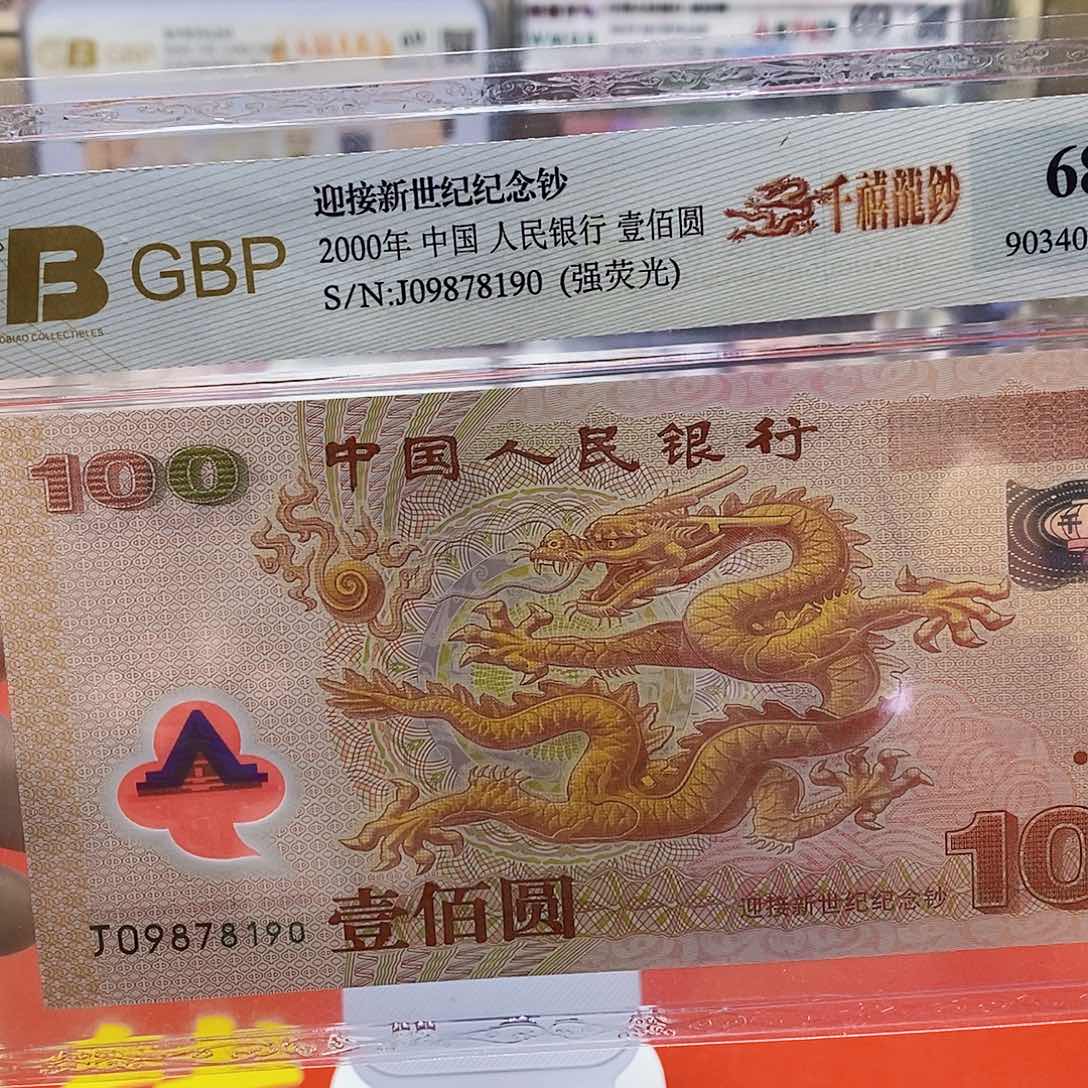 GBP
迎接新世纪纪念钞
2000年 中国 人民银行 壹佰圆
S/N:J09878190 (强荧光)
千禧龍鈔
68
90340
OBIAO COLLECTIBLES
100
中国人民银行
J09878190
壹佰圆
迎接新世纪纪念钞
10